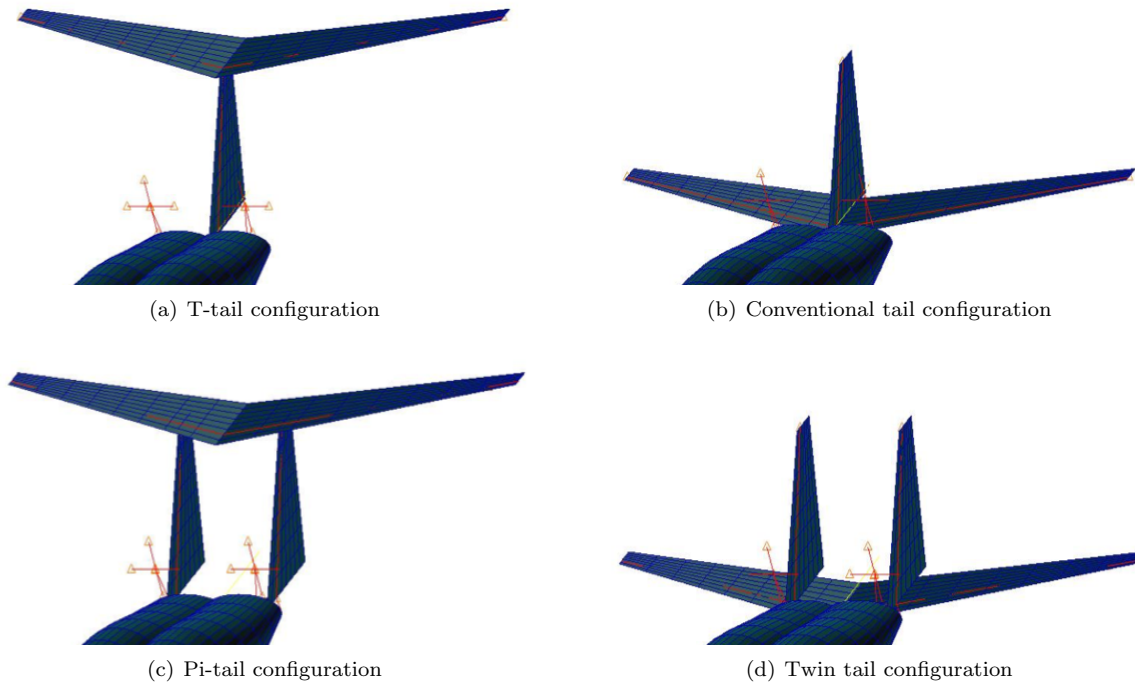 (a) T-tail configuration
(b) Conventional tail configuration
(c) Pi-tail configuration
(d) Twin tail configuration